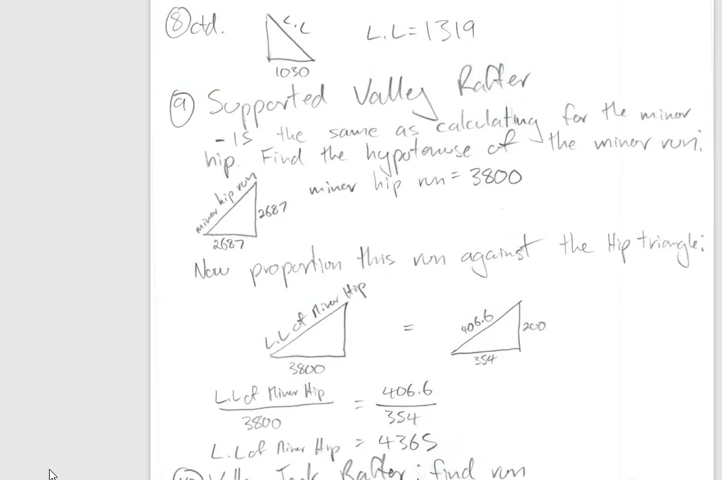 ⑧ctd. L.L L.L = 1319
1030
⑨ Supported Valley Rafter
- IS the same as calculating for the minor
hip. Find the hypotenuse of the minor run.
minor hip run = 3800
minor hip run 2687
2687
Now proportion this run against the Hip triangle:
L.L of Minor Hip = 406.6 200
3800 354
L.L of Minor Hip = 406.6
3800 354
L.L of Minor Hip = 4365
Jack Rafter: find run